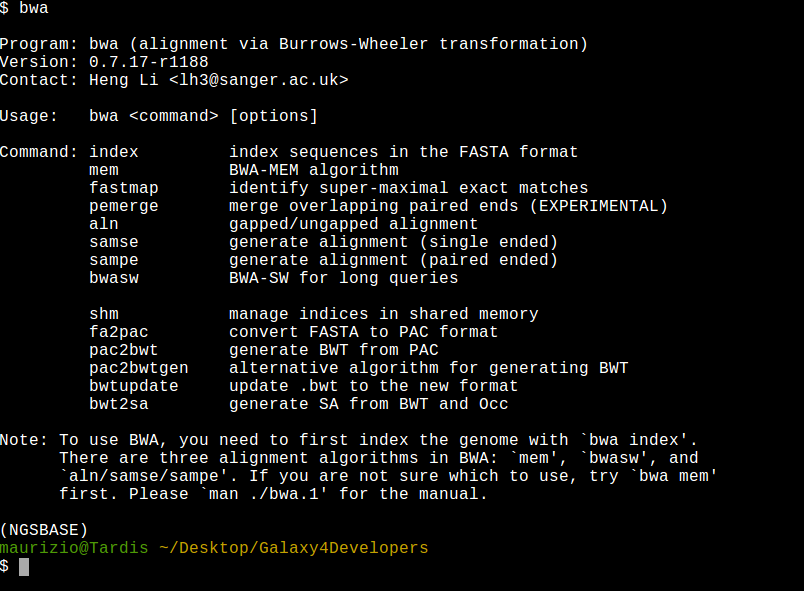 $ bwa
Program: bwa (alignment via Burrows-Wheeler transformation)
Version: 0.7.17-r1188
Contact: Heng Li <lh3@sanger.ac.uk>
Usage:   bwa <command> [options]
Command: index         index sequences in the FASTA format
         mem           BWA-MEM algorithm
         fastmap       identify super-maximal exact matches
         pemerge       merge overlapping paired ends (EXPERIMENTAL)
         aln           gapped/ungapped alignment
         samse         generate alignment (single ended)
         sampe         generate alignment (paired ended)
         bwasw         BWA-SW for long queries
         shm           manage indices in shared memory
         fa2pac        convert FASTA to PAC format
         pac2bwt       generate BWT from PAC
         pac2bwtgen    alternative algorithm for generating BWT
         bwtupdate     update .bwt to the new format
         bwt2sa        generate SA from BWT and Occ
Note: To use BWA, you need to first index the genome with `bwa index'.
      There are three alignment algorithms in BWA: `mem', `bwasw', and
      `aln/samse/sampe'. If you are not sure which to use, try `bwa mem'
      first. Please `man ./bwa.1' for the manual.
(NGSBASE)
maurizio@Tardis ~/Desktop/Galaxy4Developers
$